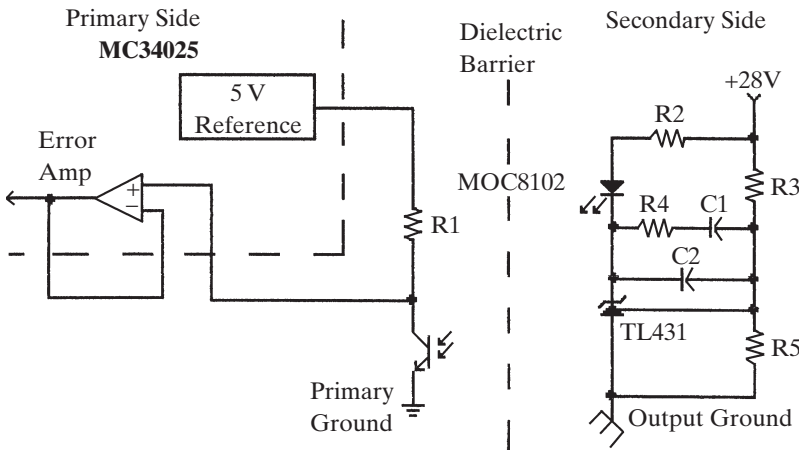 Primary Side
MC34025
Dielectric
Barrier
Secondary Side
+28V
5 V
Reference
R2
Error
Amp
MOC8102
R3
+
−
R4
C1
R1
C2
TL431
R5
Primary
Ground
Output Ground